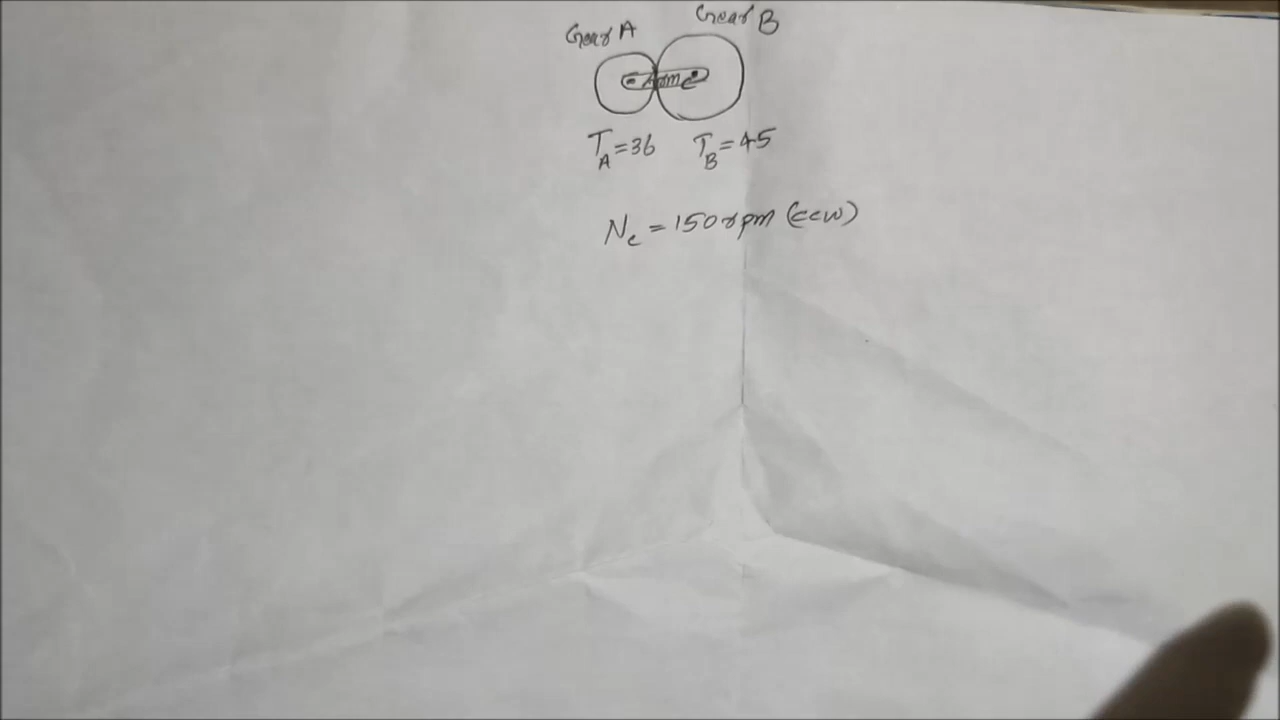 Gear A Gear B
Arm C
T_A = 36 T_B = 45
N_C = 150 rpm (ccw)